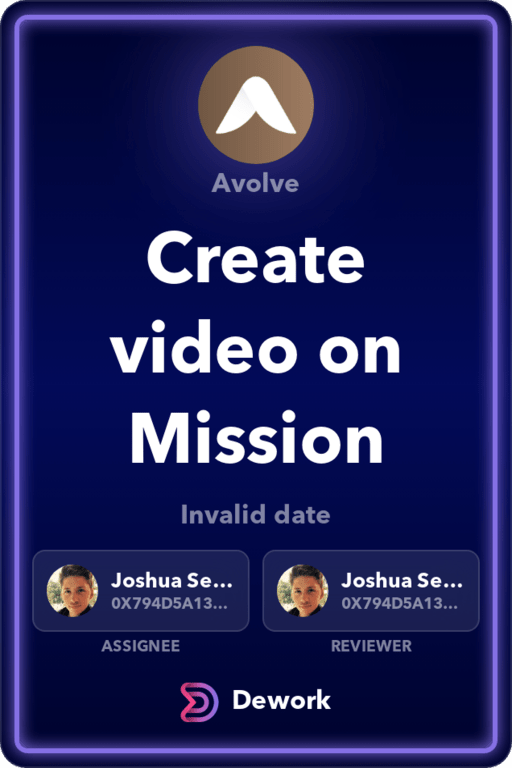 Avolve
Create
video on
Mission
Invalid date
Joshua Se...
0X794D5A13...
Joshua Se...
0X794D5A13...
ASSIGNEE
REVIEWER
Dework